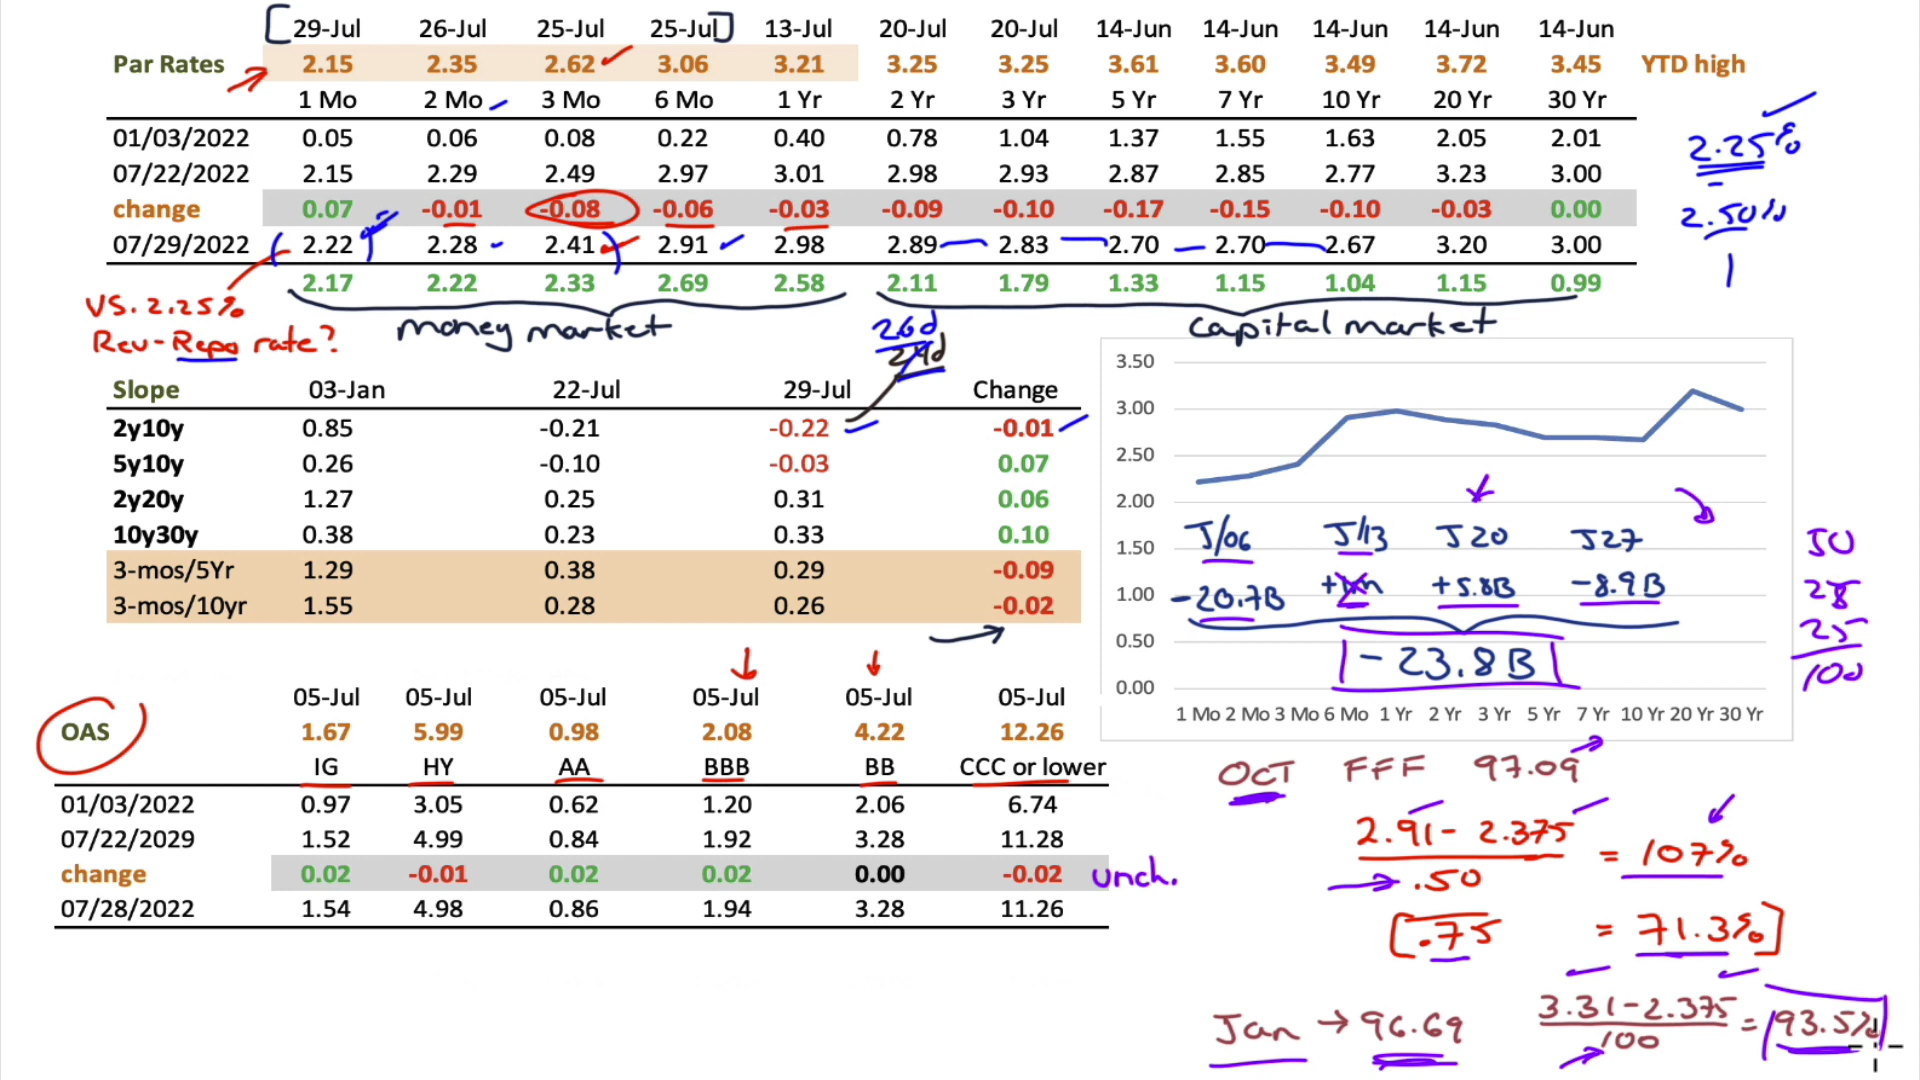 [29-Jul 26-Jul 25-Jul 25-Jul] 13-Jul 20-Jul 20-Jul 14-Jun 14-Jun 14-Jun 14-Jun 14-Jun
Par Rates 2.15 2.35 2.62 3.06 3.21 3.25 3.25 3.61 3.60 3.49 3.72 3.45 YTD high
1 Mo 2 Mo 3 Mo 6 Mo 1 Yr 2 Yr 3 Yr 5 Yr 7 Yr 10 Yr 20 Yr 30 Yr
01/03/2022 0.05 0.06 0.08 0.22 0.40 0.78 1.04 1.37 1.55 1.63 2.05 2.01
2.25%
07/22/2022 2.15 2.29 2.49 2.97 3.01 2.98 2.93 2.87 2.85 2.77 3.23 3.00
change 0.07 -0.01 -0.08 -0.06 -0.03 -0.09 -0.10 -0.17 -0.15 -0.10 -0.03 0.00
2.50%
07/29/2022 (2.22) 2.28 2.41) 2.91 2.98 2.89 2.83 2.70 2.70 2.67 3.20 3.00
2.17 2.22 2.33 2.69 2.58 2.11 1.79 1.33 1.15 1.04 1.15 0.99
VS. 2.25%
Rev-Repo rate?
money market
capital market
26d
24d
Slope 03-Jan 22-Jul 29-Jul Change
2y10y 0.85 -0.21 -0.22 -0.01
5y10y 0.26 -0.10 -0.03 0.07
2y20y 1.27 0.25 0.31 0.06
10y30y 0.38 0.23 0.33 0.10
3-mos/5Yr 1.29 0.38 0.29 -0.09
3-mos/10yr 1.55 0.28 0.26 -0.02
3.50
3.00
2.50
2.00
1.50
1.00
0.50
0.00
1 Mo 2 Mo 3 Mo 6 Mo 1 Yr 2 Yr 3 Yr 5 Yr 7 Yr 10 Yr 20 Yr 30 Yr
J/06 J/13 J20 J27
-20.7B +5.8B -8.9B
-23.8B
50
25
25
100
05-Jul 05-Jul 05-Jul 05-Jul 05-Jul 05-Jul
OAS 1.67 5.99 0.98 2.08 4.22 12.26
IG HY AA BBB BB CCC or lower
01/03/2022 0.97 3.05 0.62 1.20 2.06 6.74
07/22/2029 1.52 4.99 0.84 1.92 3.28 11.28
change 0.02 -0.01 0.02 0.02 0.00 -0.02 unch.
07/28/2022 1.54 4.98 0.86 1.94 3.28 11.26
OCT FFF 97.09
2.91- 2.375
.50
= 107%
[.75 = 71.3%]
Jan → 96.69
3.31-2.375
100
= 93.5%